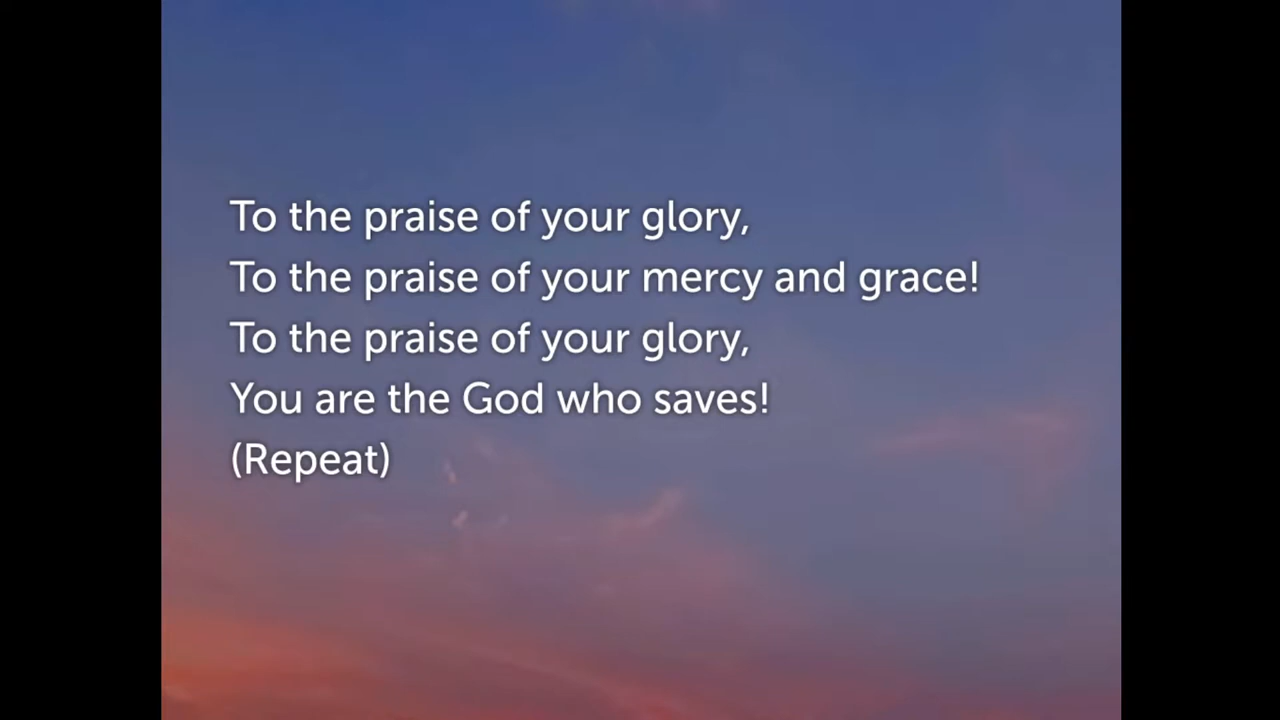 To the praise of your glory,
To the praise of your mercy and grace!
To the praise of your glory,
You are the God who saves!
(Repeat)